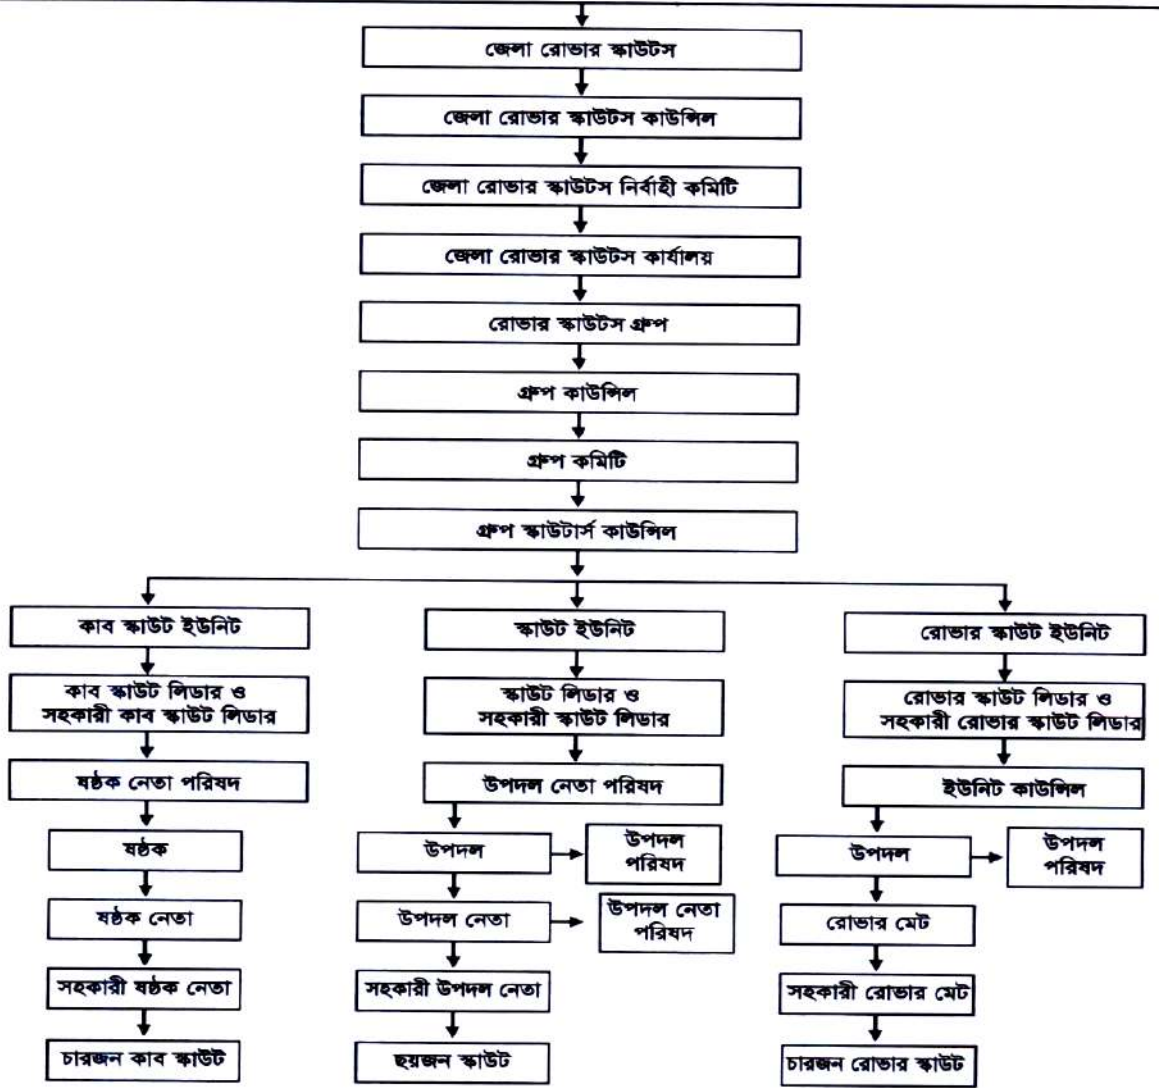 জেলা রোভার স্কাউটস
জেলা রোভার স্কাউটস কাউন্সিল
জেলা রোভার স্কাউটস নির্বাহী কমিটি
জেলা রোভার স্কাউটস কার্যালয়
রোভার স্কাউটস গ্রুপ
গ্রুপ কাউন্সিল
গ্রুপ কমিটি
গ্রুপ স্কাউটার্স কাউন্সিল
কাব স্কাউট ইউনিট
কাব স্কাউট লিডার ও
সহকারী কাব স্কাউট লিডার
ষষ্ঠক নেতা পরিষদ
ষষ্ঠক
ষষ্ঠক নেতা
সহকারী ষষ্ঠক নেতা
চারজন কাব স্কাউট
স্কাউট ইউনিট
স্কাউট লিডার ও
সহকারী স্কাউট লিডার
উপদল নেতা পরিষদ
উপদল
উপদল
পরিষদ
উপদল নেতা
উপদল নেতা
পরিষদ
সহকারী উপদল নেতা
ছয়জন স্কাউট
রোভার স্কাউট ইউনিট
রোভার স্কাউট লিডার ও
সহকারী রোভার স্কাউট লিডার
ইউনিট কাউন্সিল
উপদল
উপদল
পরিষদ
রোভার মেট
সহকারী রোভার মেট
চারজন রোভার স্কাউট